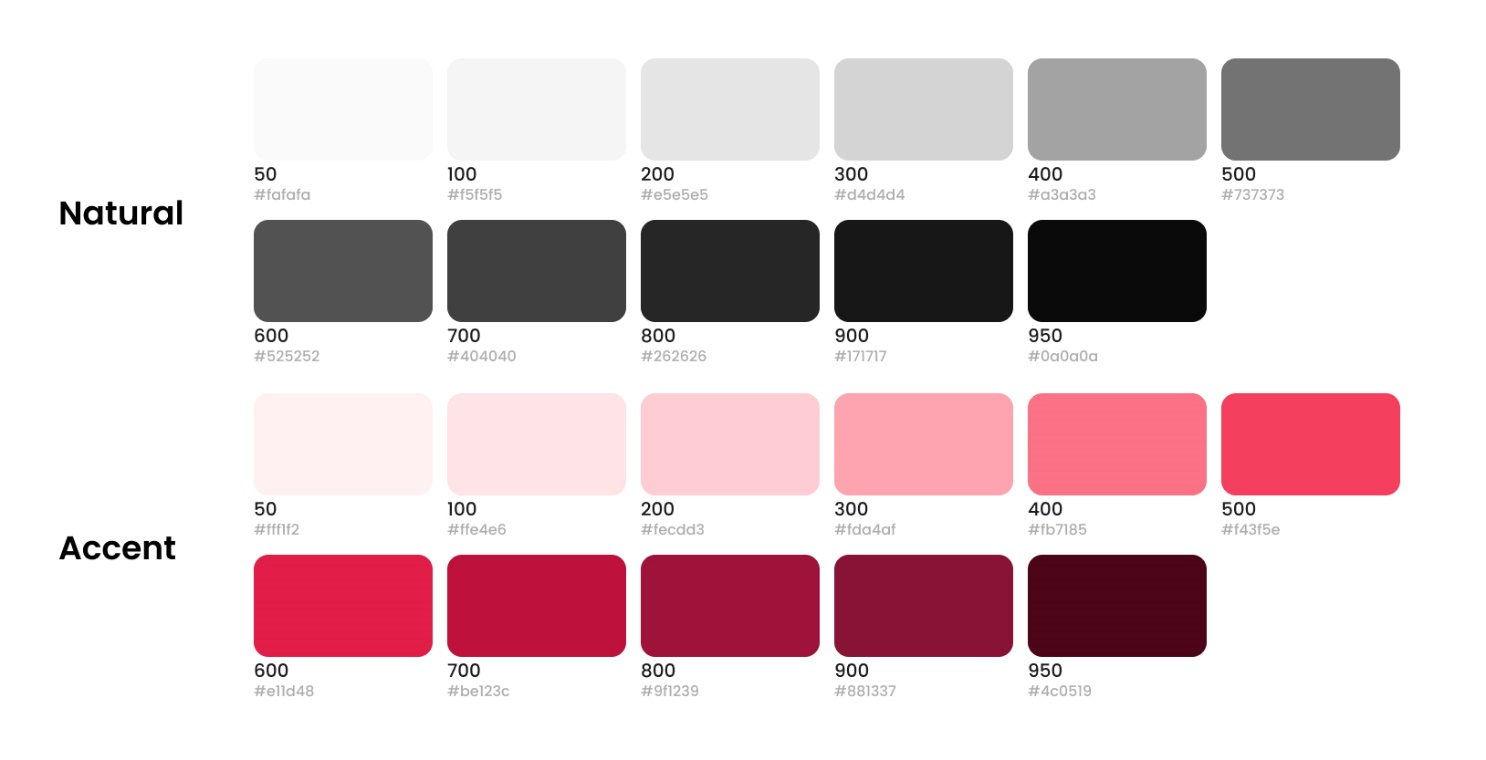 50 100 200 300 400 500
#fafafa #f5f5f5 #e5e5e5 #d4d4d4 #a3a3a3 #737373
Natural
600 700 800 900 950
#525252 #404040 #262626 #171717 #0a0a0a
50 100 200 300 400 500
#fff1f2 #ffe4e6 #fecdd3 #fda4af #fb7185 #f43f5e
Accent
600 700 800 900 950
#e11d48 #be123c #9f1239 #881337 #4c0519